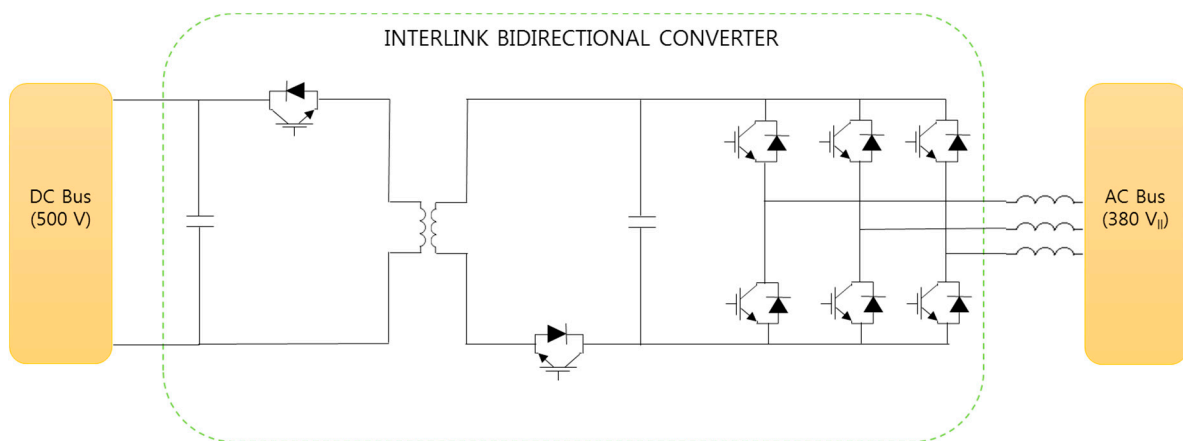 INTERLINK BIDIRECTIONAL CONVERTER
DC Bus
(500 V)
AC Bus
(380 Vll)